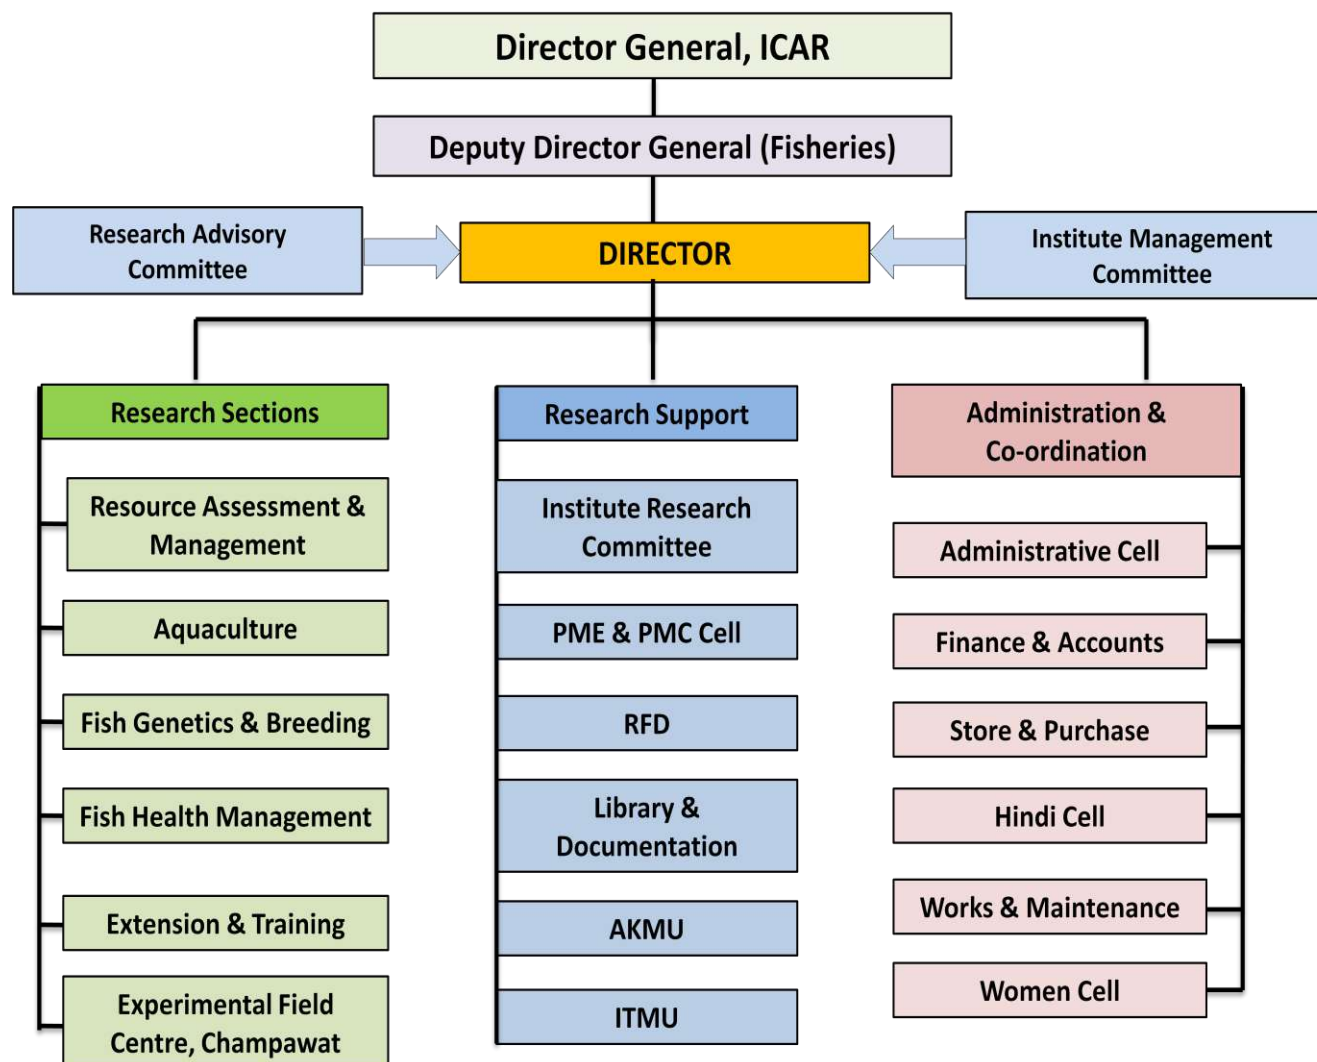 Director General, ICAR
Deputy Director General (Fisheries)
Research Advisory
Committee
DIRECTOR
Institute Management
Committee
Research Sections
Resource Assessment &
Management
Aquaculture
Fish Genetics & Breeding
Fish Health Management
Extension & Training
Experimental Field
Centre, Champawat
Research Support
Institute Research
Committee
PME & PMC Cell
RFD
Library &
Documentation
AKMU
ITMU
Administration &
Co-ordination
Administrative Cell
Finance & Accounts
Store & Purchase
Hindi Cell
Works & Maintenance
Women Cell